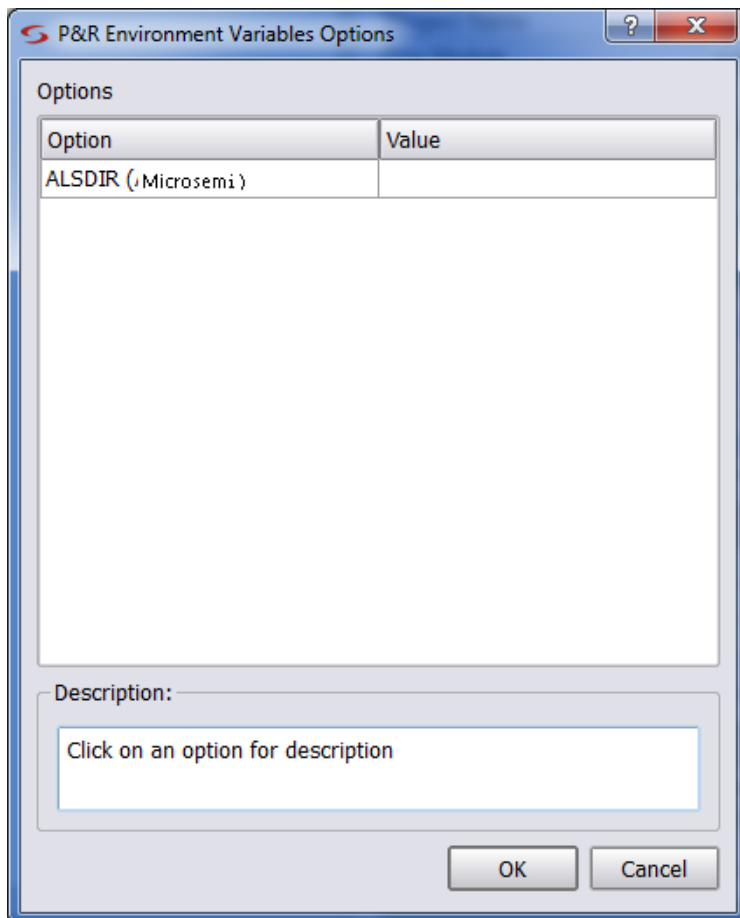 P&R Environment Variables Options
Options
Option Value
ALSDIR (/Microsemi)
Description:
Click on an option for description
OK Cancel